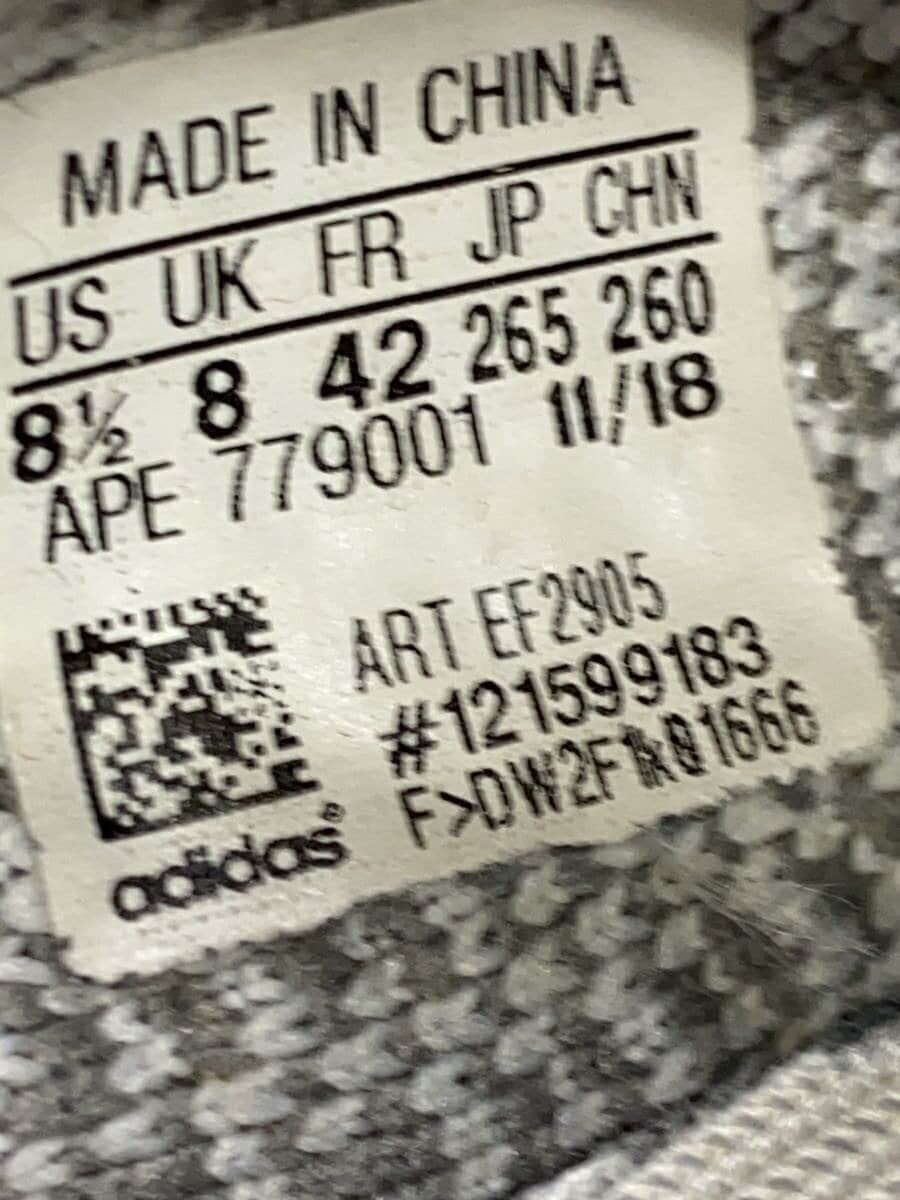 MADE IN CHINA
US UK FR JP CHN
8½ 8 42 265 260
APE 779001 11/18
ART EF2905
#121599183
adidas®